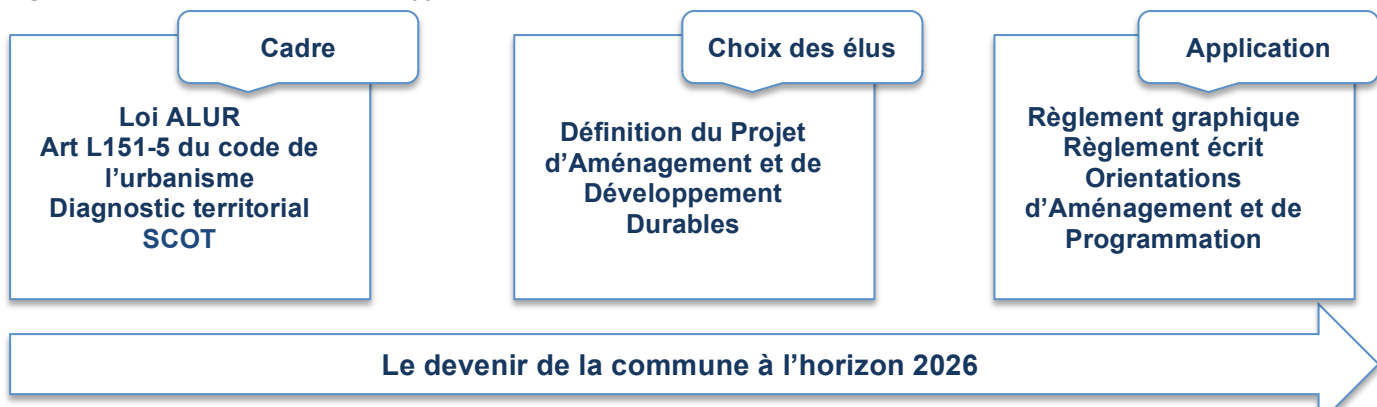 Cadre
Loi ALUR
Art L151-5 du code de
l’urbanisme
Diagnostic territorial
SCOT
Choix des élus
Définition du Projet
d’Aménagement et de
Développement
Durables
Application
Règlement graphique
Règlement écrit
Orientations
d’Aménagement et de
Programmation
Le devenir de la commune à l’horizon 2026